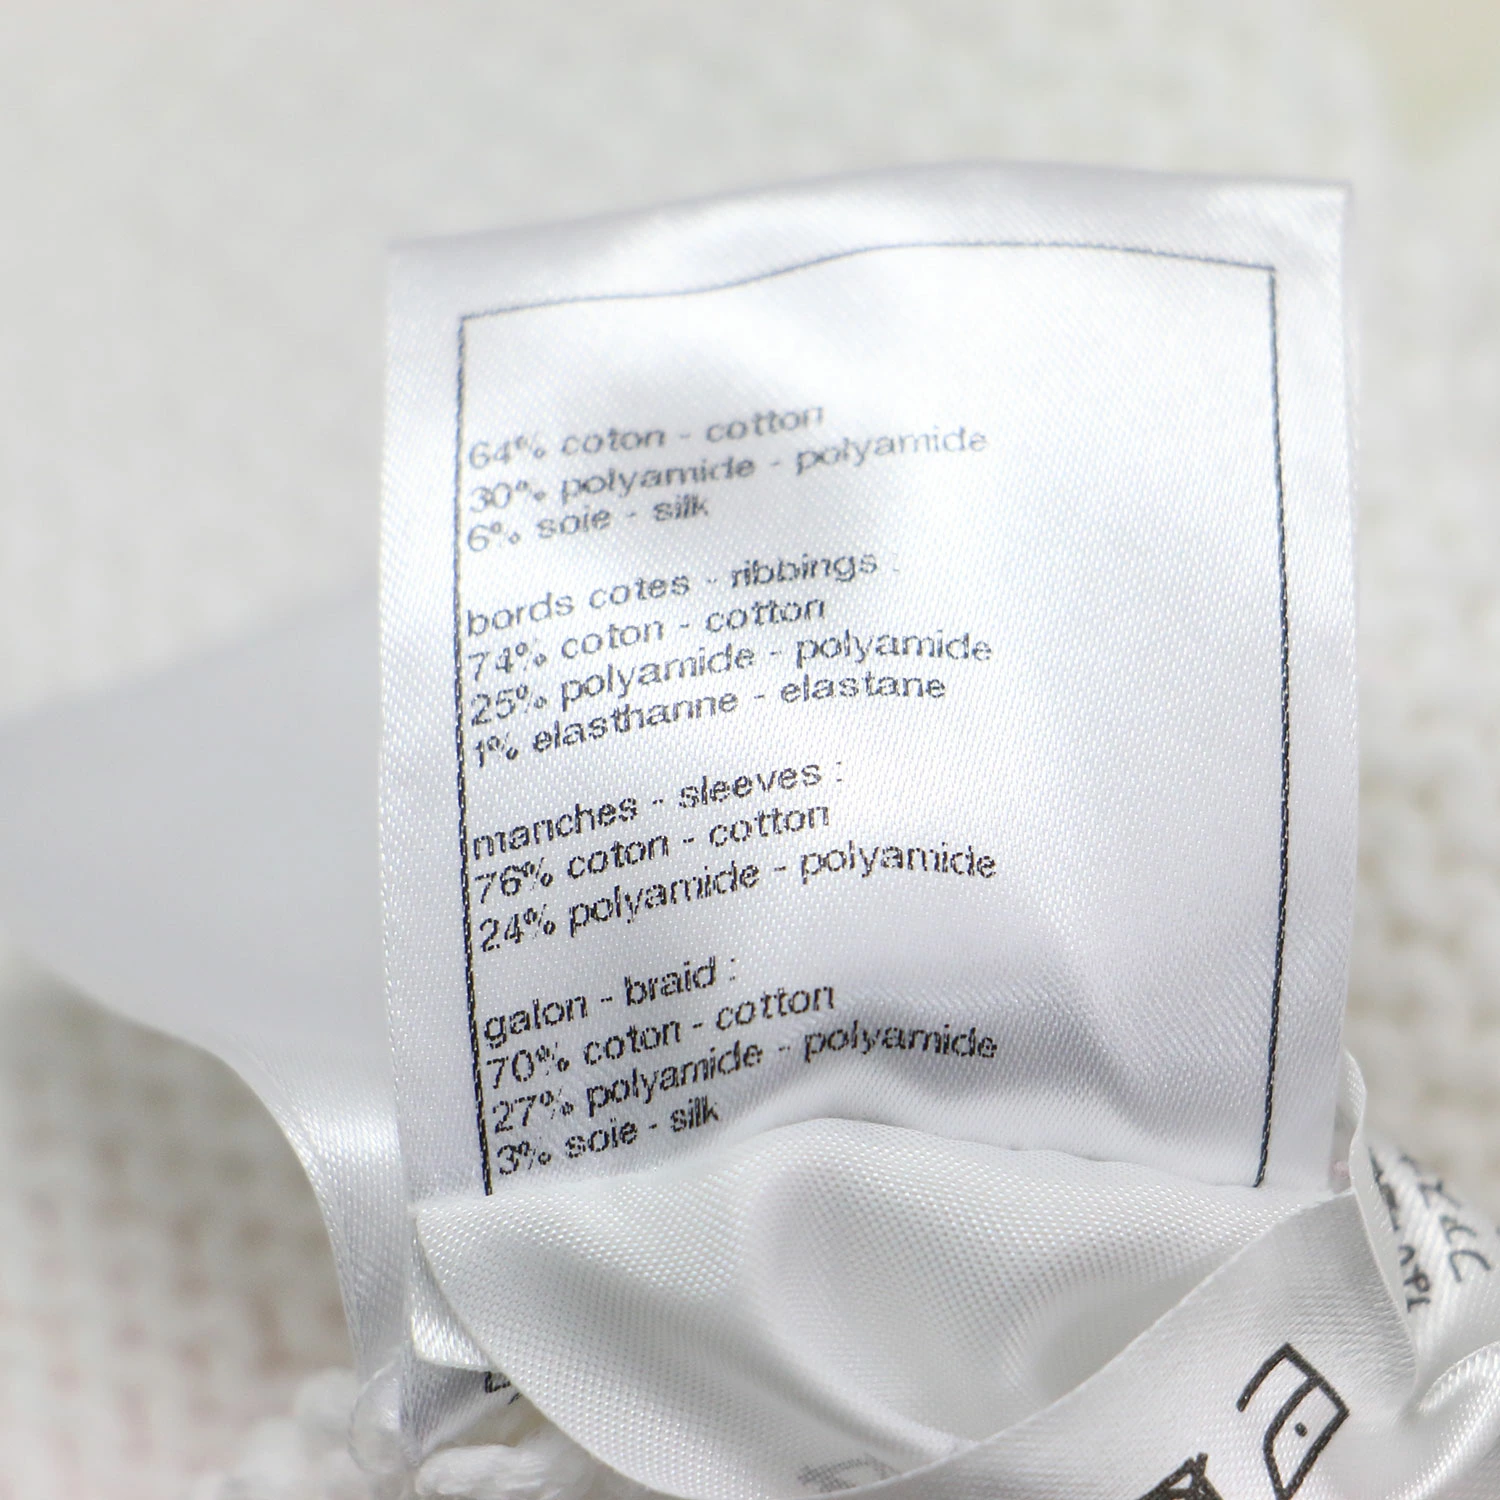 64% coton - cotton
30% polyamide - polyamide
6% soie - silk
bords cotes - ribbings :
74% coton - cotton
25% polyamide - polyamide
1% elasthanne - elastane
manches - sleeves :
76% coton - cotton
24% polyamide - polyamide
galon - braid :
70% coton - cotton
27% polyamide - polyamide
3% soie - silk